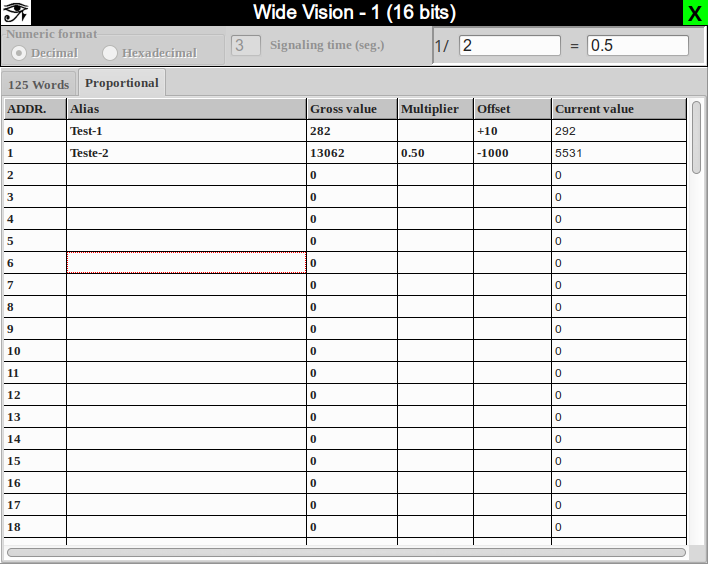 Wide Vision - 1 (16 bits) X
Numeric format
Decimal Hexadecimal 3 Signaling time (seg.) 1/ 2 = 0.5
125 Words Proportional
ADDR. Alias Gross value Multiplier Offset Current value
0 Test-1 282 +10 292
1 Teste-2 13062 0.50 -1000 5531
2 0 0
3 0 0
4 0 0
5 0 0
6 0 0
7 0 0
8 0 0
9 0 0
10 0 0
11 0 0
12 0 0
13 0 0
14 0 0
15 0 0
16 0 0
17 0 0
18 0 0